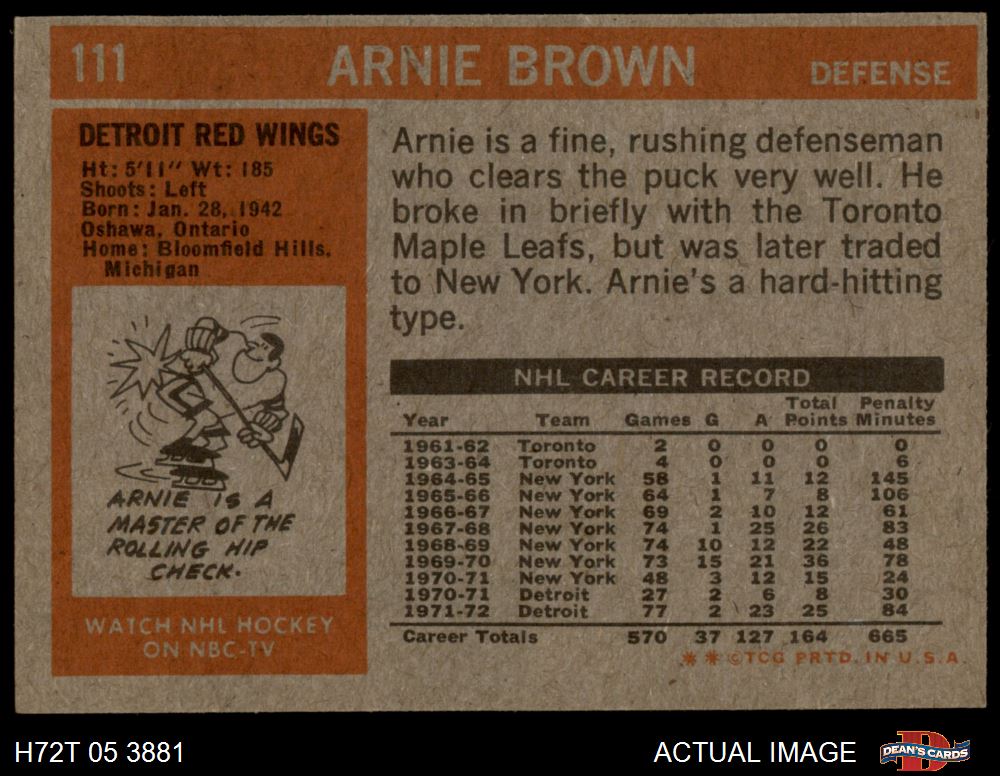 111 ARNIE BROWN DEFENSE
DETROIT RED WINGS
Ht: 5'11" Wt: 185
Shoots: Left
Born: Jan. 28, 1942
Oshawa, Ontario
Home: Bloomfield Hills,
Michigan
ARNIE IS A
MASTER OF THE
ROLLING HIP
CHECK.
WATCH NHL HOCKEY
ON NBC-TV
Arnie is a fine, rushing defenseman
who clears the puck very well. He
broke in briefly with the Toronto
Maple Leafs, but was later traded
to New York. Arnie's a hard-hitting
type.
NHL CAREER RECORD
Year Team Games G A Total Points Penalty Minutes
1961-62 Toronto 2 0 0 0 0
1963-64 Toronto 4 0 0 0 6
1964-65 New York 58 1 11 12 145
1965-66 New York 64 1 7 8 106
1966-67 New York 69 2 10 12 61
1967-68 New York 74 1 25 26 83
1968-69 New York 74 10 12 22 48
1969-70 New York 73 15 21 36 78
1970-71 New York 48 3 12 15 24
1970-71 Detroit 27 2 6 8 30
1971-72 Detroit 77 2 23 25 84
Career Totals 570 37 127 164 665
* * ©TCG PRTD. IN U.S.A.
H72T 05 3881 ACTUAL IMAGE D DEAN'S CARDS